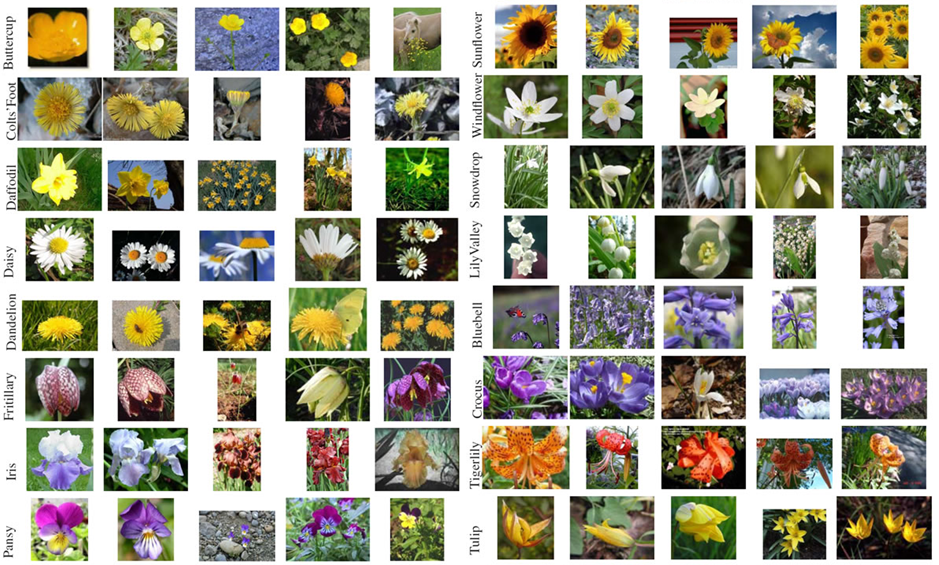 Buttercup
Colts' Foot
Daffodil
Daisy
Dandelion
Fritillary
Iris
Pansy
Sunflower
Windflower
Snowdrop
LilyValley
Bluebell
Crocus
Tigerlily
Tulip